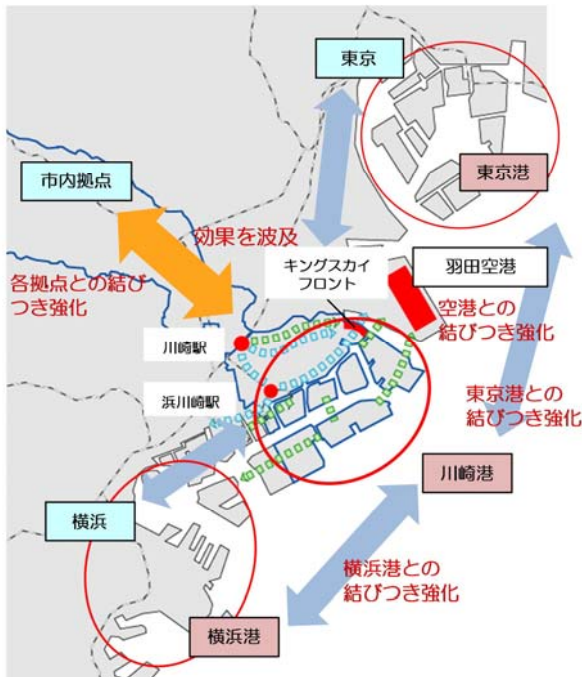 東京
東京港
市内拠点
効果を波及
キングスカイ
フロント
羽田空港
各拠点との結び
つき強化
空港との
結びつき強化
川崎駅
浜川崎駅
東京港との
結びつき強化
川崎港
横浜
横浜港との
結びつき強化
横浜港